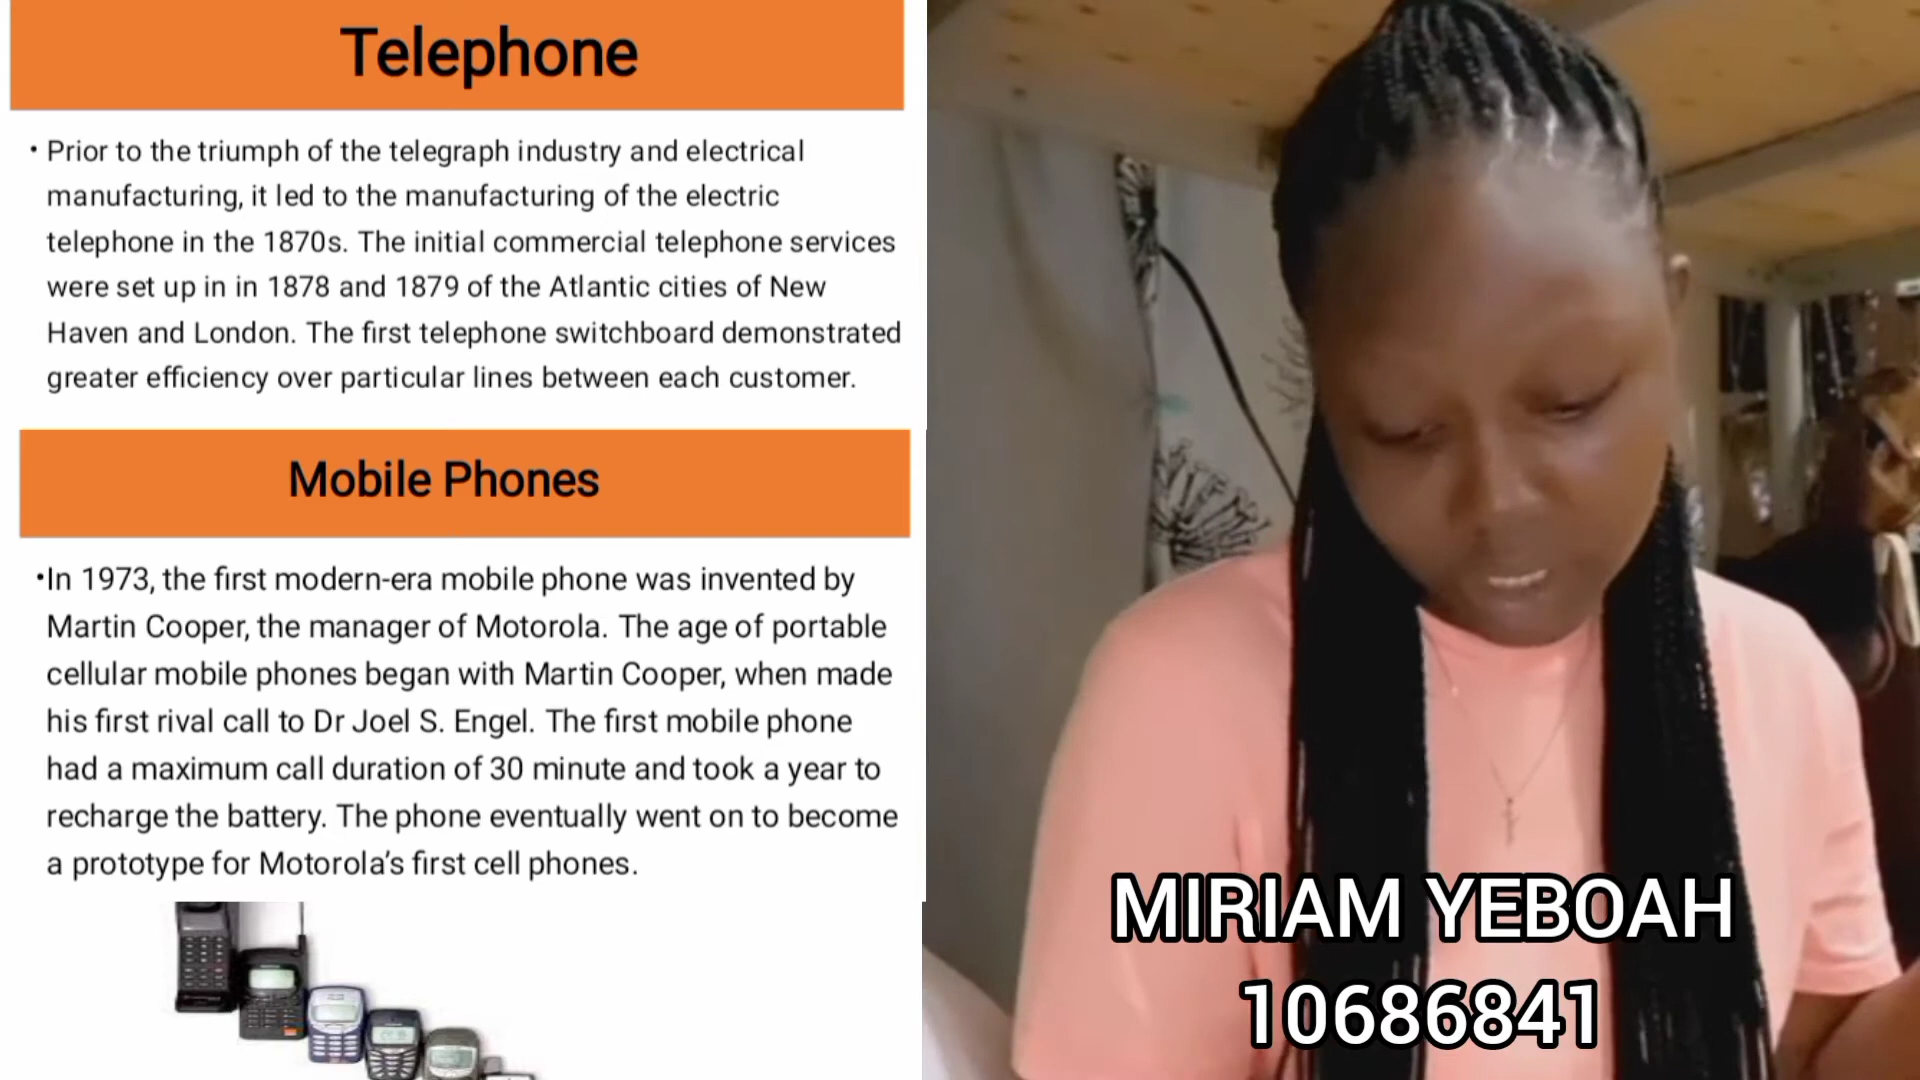 Telephone
• Prior to the triumph of the telegraph industry and electrical
manufacturing, it led to the manufacturing of the electric
telephone in the 1870s. The initial commercial telephone services
were set up in in 1878 and 1879 of the Atlantic cities of New
Haven and London. The first telephone switchboard demonstrated
greater efficiency over particular lines between each customer.
Mobile Phones
•In 1973, the first modern-era mobile phone was invented by
Martin Cooper, the manager of Motorola. The age of portable
cellular mobile phones began with Martin Cooper, when made
his first rival call to Dr Joel S. Engel. The first mobile phone
had a maximum call duration of 30 minute and took a year to
recharge the battery. The phone eventually went on to become
a prototype for Motorola's first cell phones.
MIRIAM YEBOAH
10686841